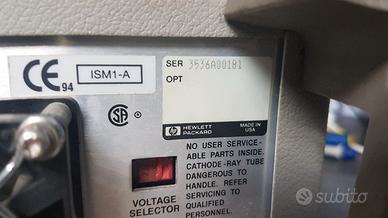 CE 94
ISM1-A
SER 3536A00181
OPT
hp HEWLETT PACKARD
MADE IN USA
NO USER SERVICE-
ABLE PARTS INSIDE.
CATHODE-RAY TUBE
DANGEROUS TO
HANDLE. REFER
SERVICING TO
QUALIFIED
PERSONNEL.
VOLTAGE
SELECTOR
subito